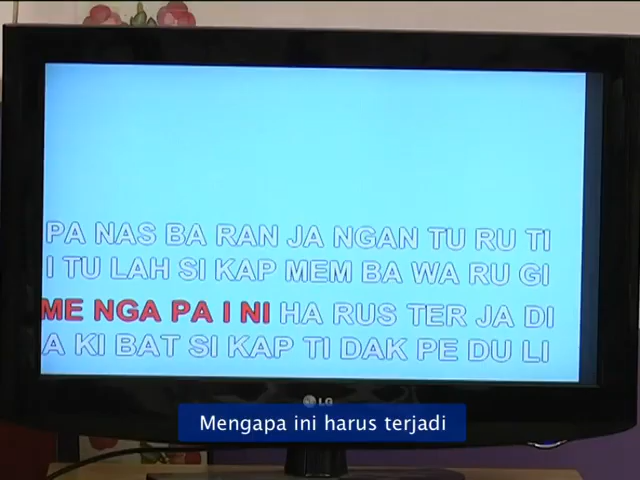 PA NAS BA RAN JA NGAN TU RU TI
I TU LAH SI KAP MEM BA WA RU GI
ME NGA PA I NI HA RUS TER JA DI
A KI BAT SI KAP TI DAK PE DU LI
LG
Mengapa ini harus terjadi